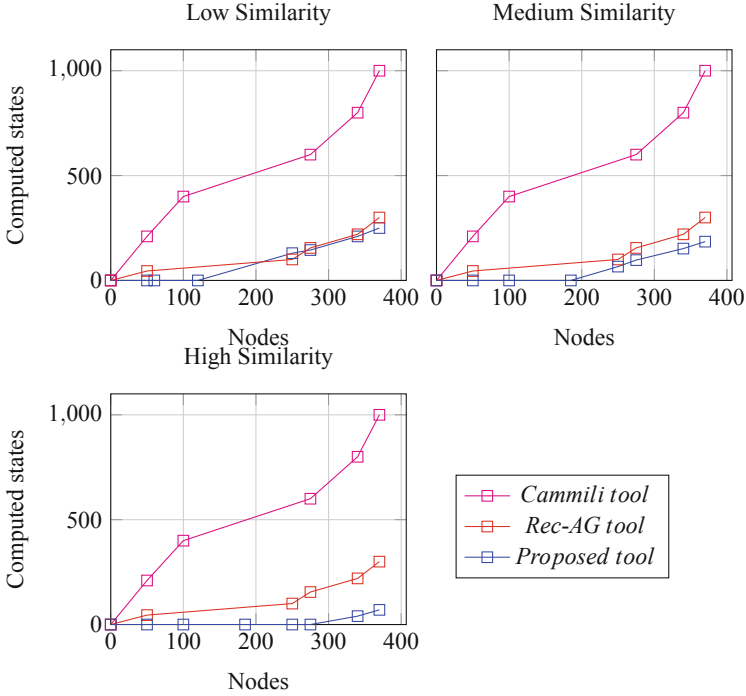 Low Similarity
Medium Similarity
Computed states
1,000
500
0
0 100 200 300 400
0 100 200 300 400
Nodes
Nodes
High Similarity
Computed states
1,000
500
0
0 100 200 300 400
Nodes
Cammili tool
Rec-AG tool
Proposed tool